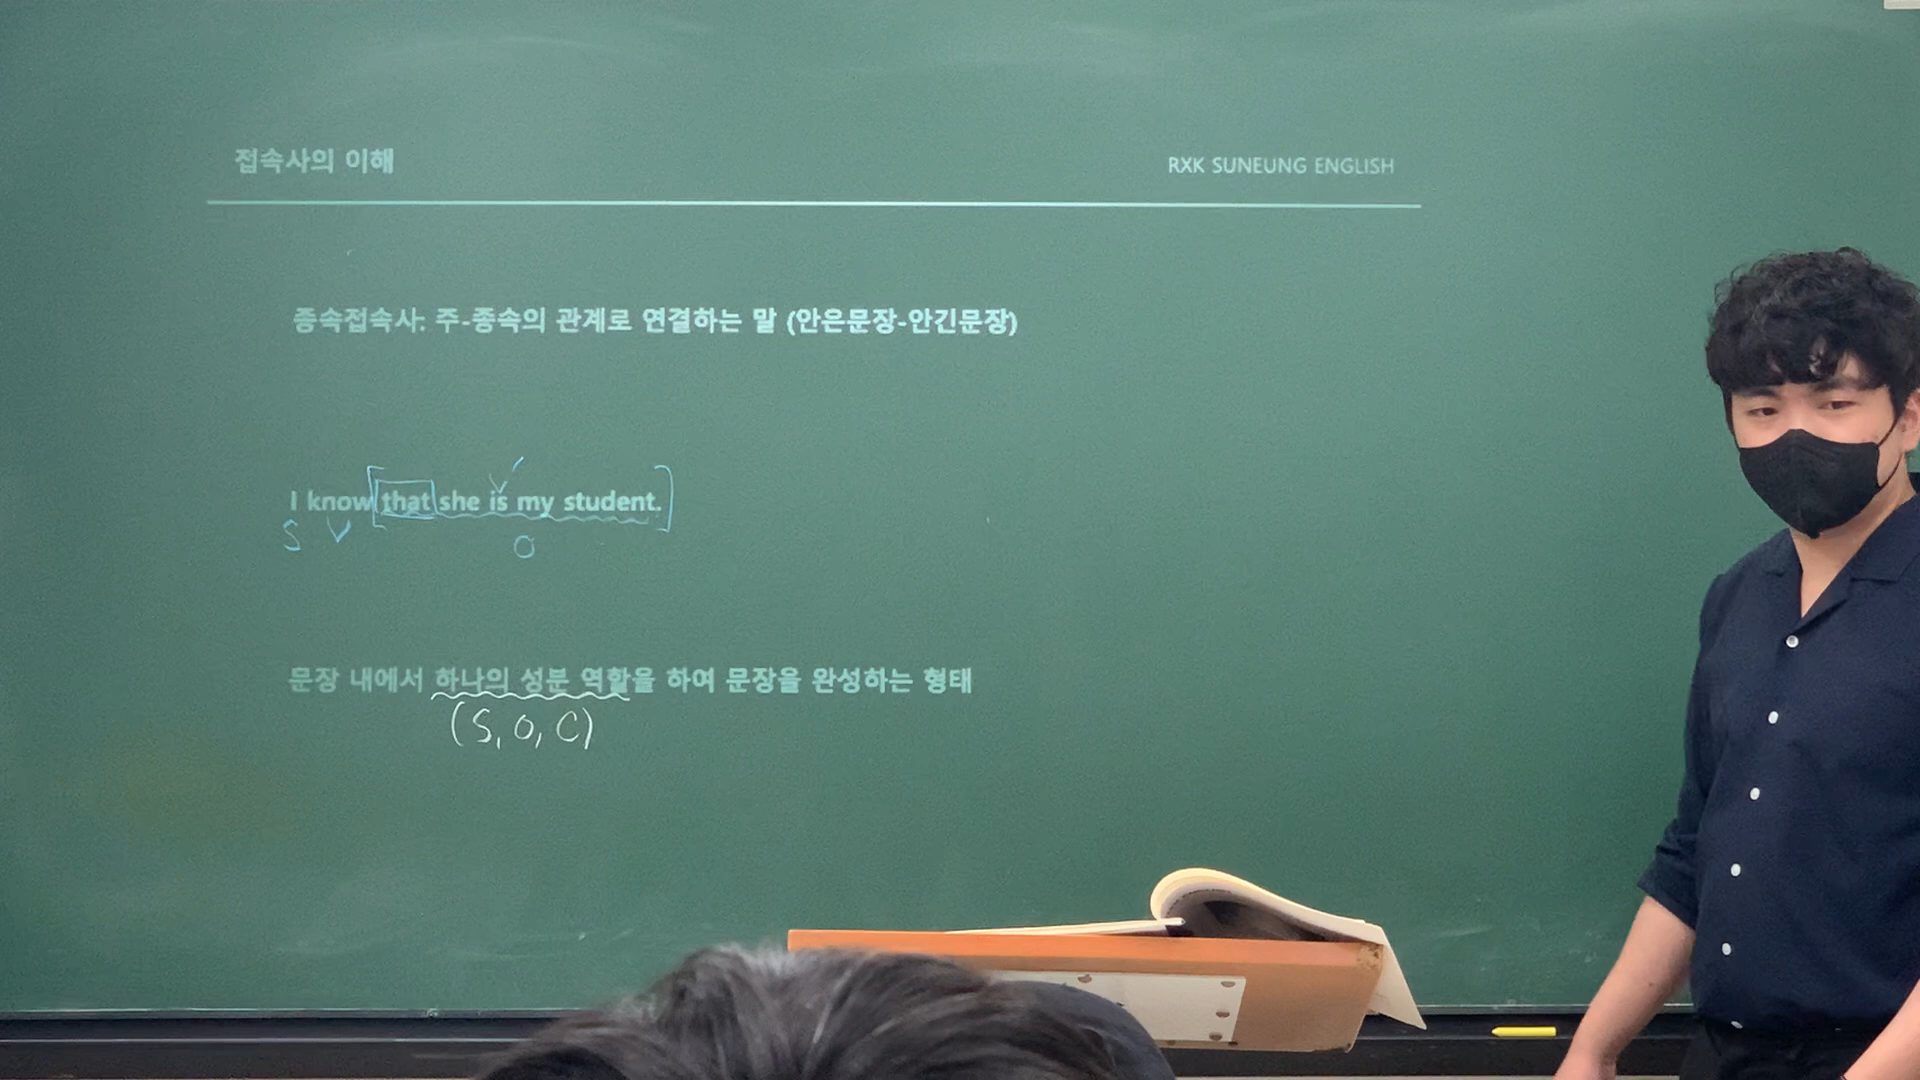 접속사의 이해
RXK SUNEUNG ENGLISH
종속접속사: 주-종속의 관계로 연결하는 말 (안은문장-안긴문장)
V
I know [that she is my student.]
S V O
문장 내에서 하나의 성분 역할을 하여 문장을 완성하는 형태
(S, O, C)